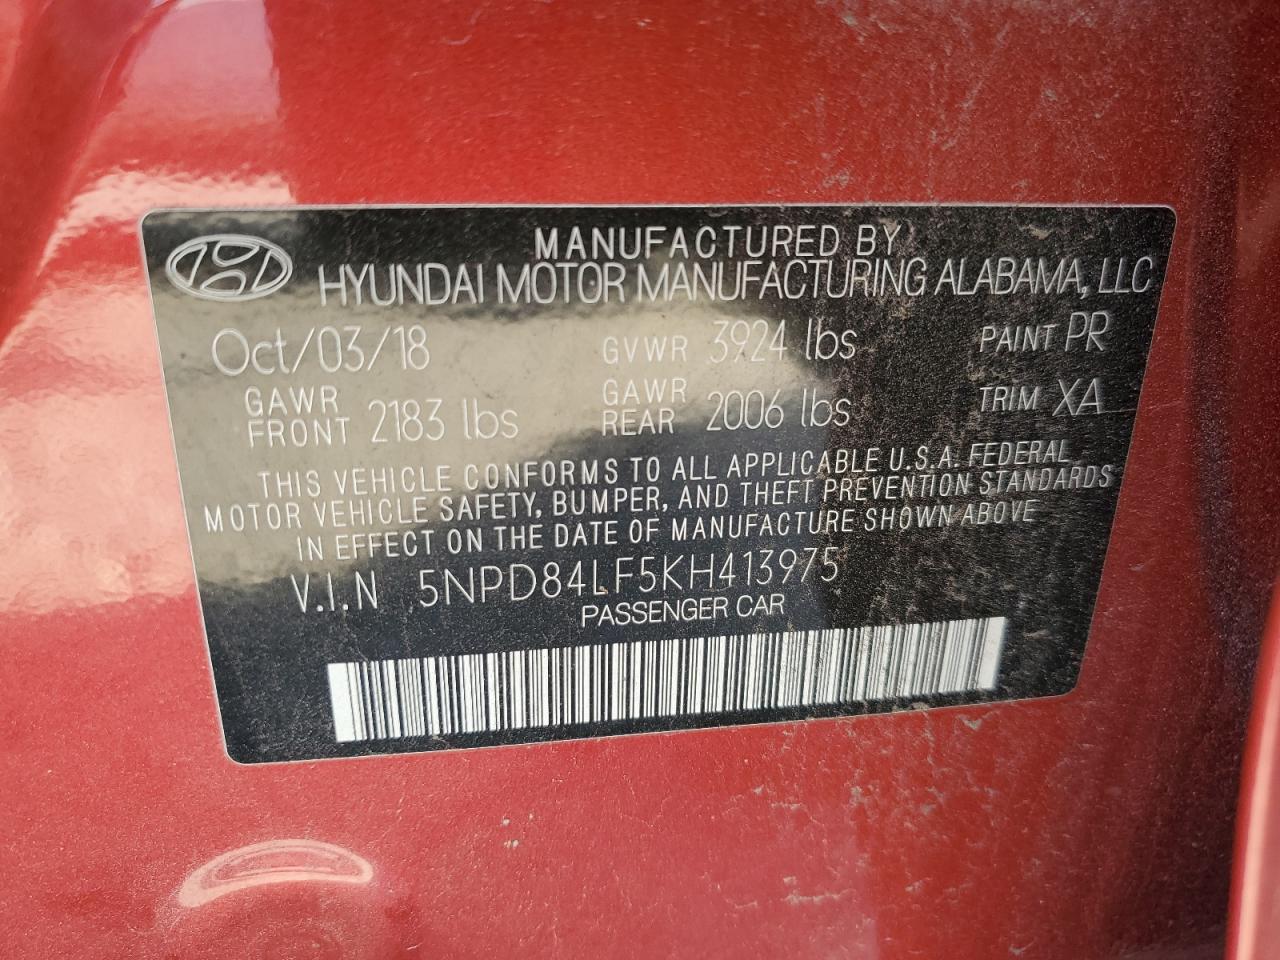 MANUFACTURED BY
HYUNDAI MOTOR MANUFACTURING ALABAMA, LLC
Oct/03/18 GVWR 3924 lbs PAINT PR
GAWR FRONT 2183 lbs GAWR REAR 2006 lbs TRIM XA
THIS VEHICLE CONFORMS TO ALL APPLICABLE U.S.A. FEDERAL
MOTOR VEHICLE SAFETY, BUMPER, AND THEFT PREVENTION STANDARDS
IN EFFECT ON THE DATE OF MANUFACTURE SHOWN ABOVE
V.I.N 5NPD84LF5KH413975
PASSENGER CAR